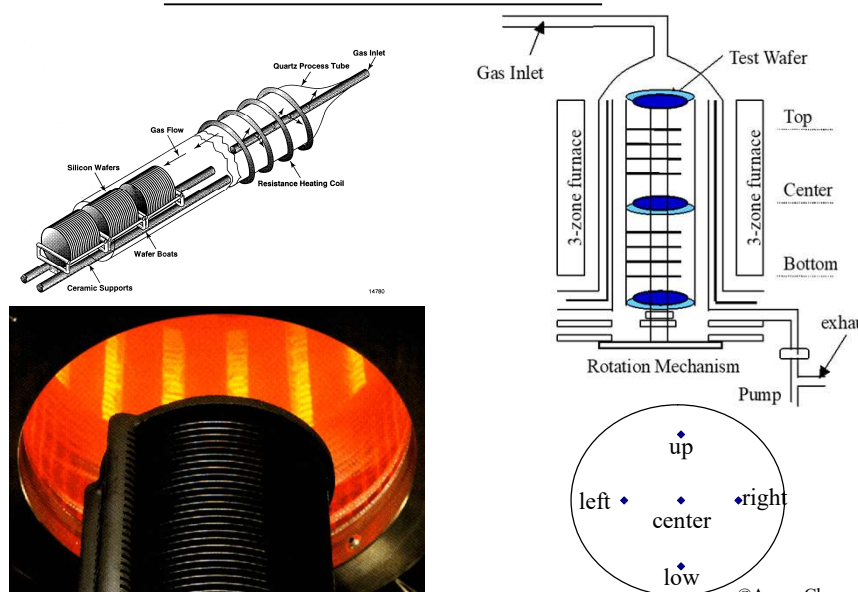 Gas Inlet
Quartz Process Tube
Gas Flow
Silicon Wafers
Resistance Heating Coil
Wafer Boats
Ceramic Supports
14780
Gas Inlet
Test Wafer
Top
3-zone furnace
3-zone furnace
Center
Bottom
Rotation Mechanism
exhau
Pump
up
left
right
center
low